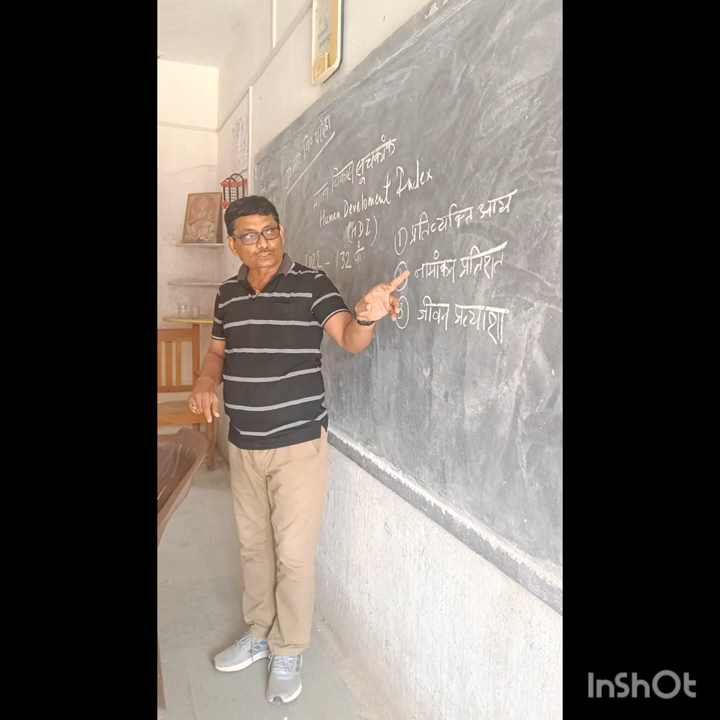 मानव विकास सूचकांक
Human Develoment Index
(HDI)
2022 - 132 वाँ
① प्रतिव्यक्ति आय
② नामांकन प्रतिशत
③ जीवन प्रत्याशा
InShOt